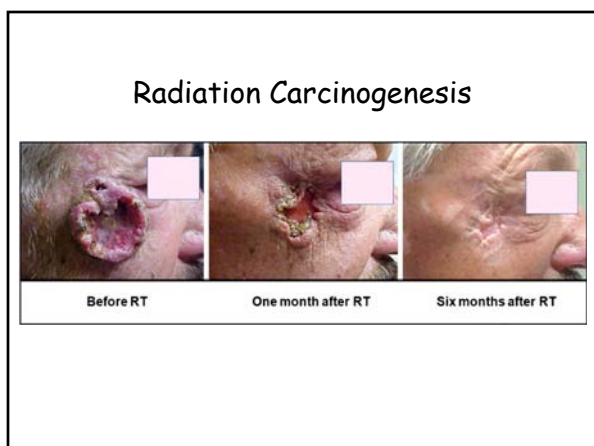 Radiation Carcinogenesis
Before RT
One month after RT
Six months after RT